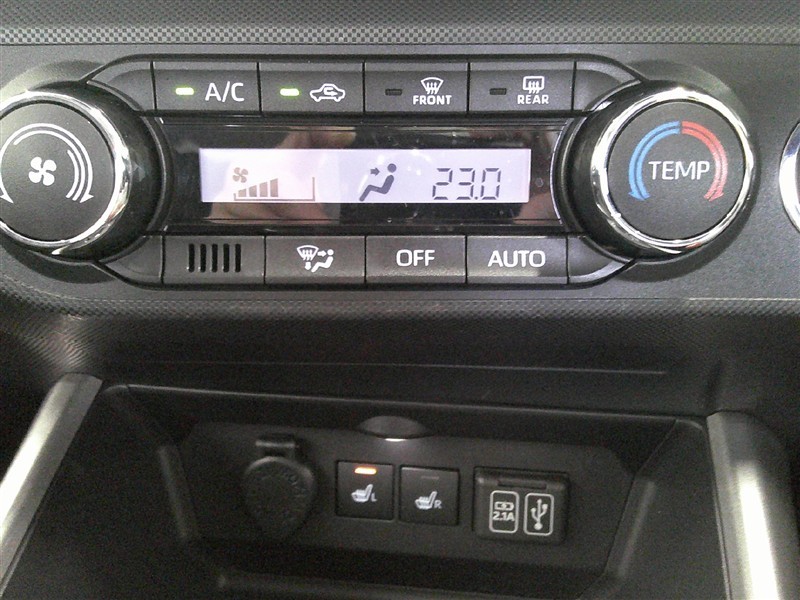 A/C
FRONT
REAR
23.0
TEMP
OFF
AUTO
L
R
2.1A